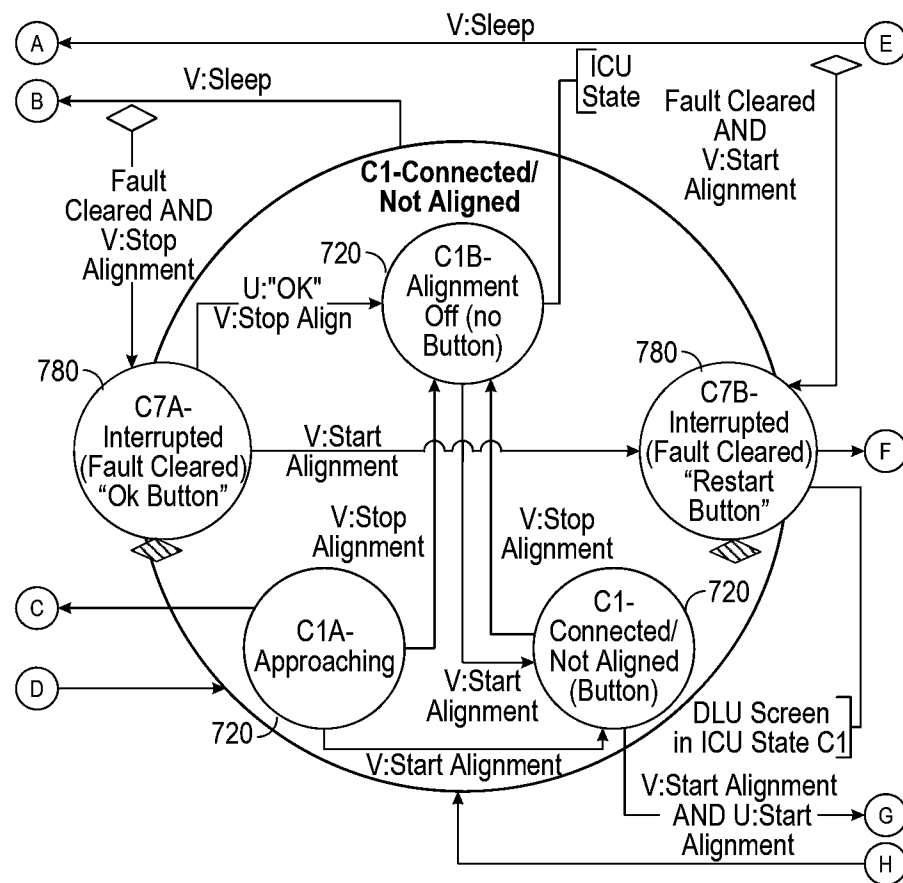 V:Sleep
A
E
V:Sleep
B
ICU
State
Fault Cleared
AND
V:Start
Alignment
Fault
Cleared AND
V:Stop
Alignment
C1-Connected/
Not Aligned
720
C1B-
Alignment
Off (no
Button)
U:"OK"
V:Stop Align
780
C7A-
Interrupted
(Fault Cleared)
“Ok Button”
780
C7B-
Interrupted
(Fault Cleared)
“Restart
Button”
V:Start
Alignment
F
V:Stop
Alignment
V:Stop
Alignment
C
C1A-
Approaching
720
C1-
Connected/
Not Aligned
(Button)
720
D
V:Start
Alignment
V:Start Alignment
DLU Screen
in ICU State C1
V:Start Alignment
AND U:Start
Alignment
G
H